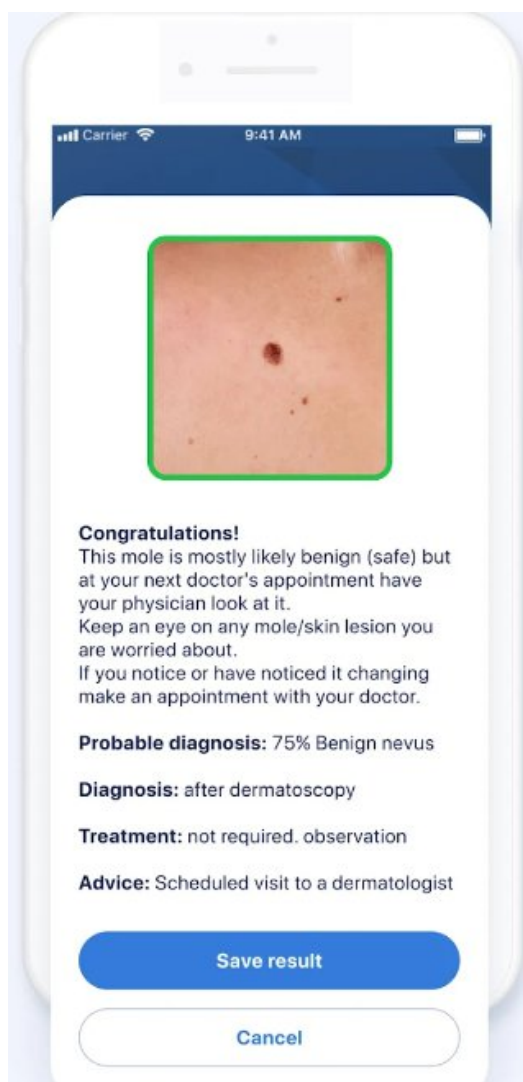 Carrier 9:41 AM
Congratulations!
This mole is mostly likely benign (safe) but
at your next doctor's appointment have
your physician look at it.
Keep an eye on any mole/skin lesion you
are worried about.
If you notice or have noticed it changing
make an appointment with your doctor.
Probable diagnosis: 75% Benign nevus
Diagnosis: after dermatoscopy
Treatment: not required. observation
Advice: Scheduled visit to a dermatologist
Save result
Cancel